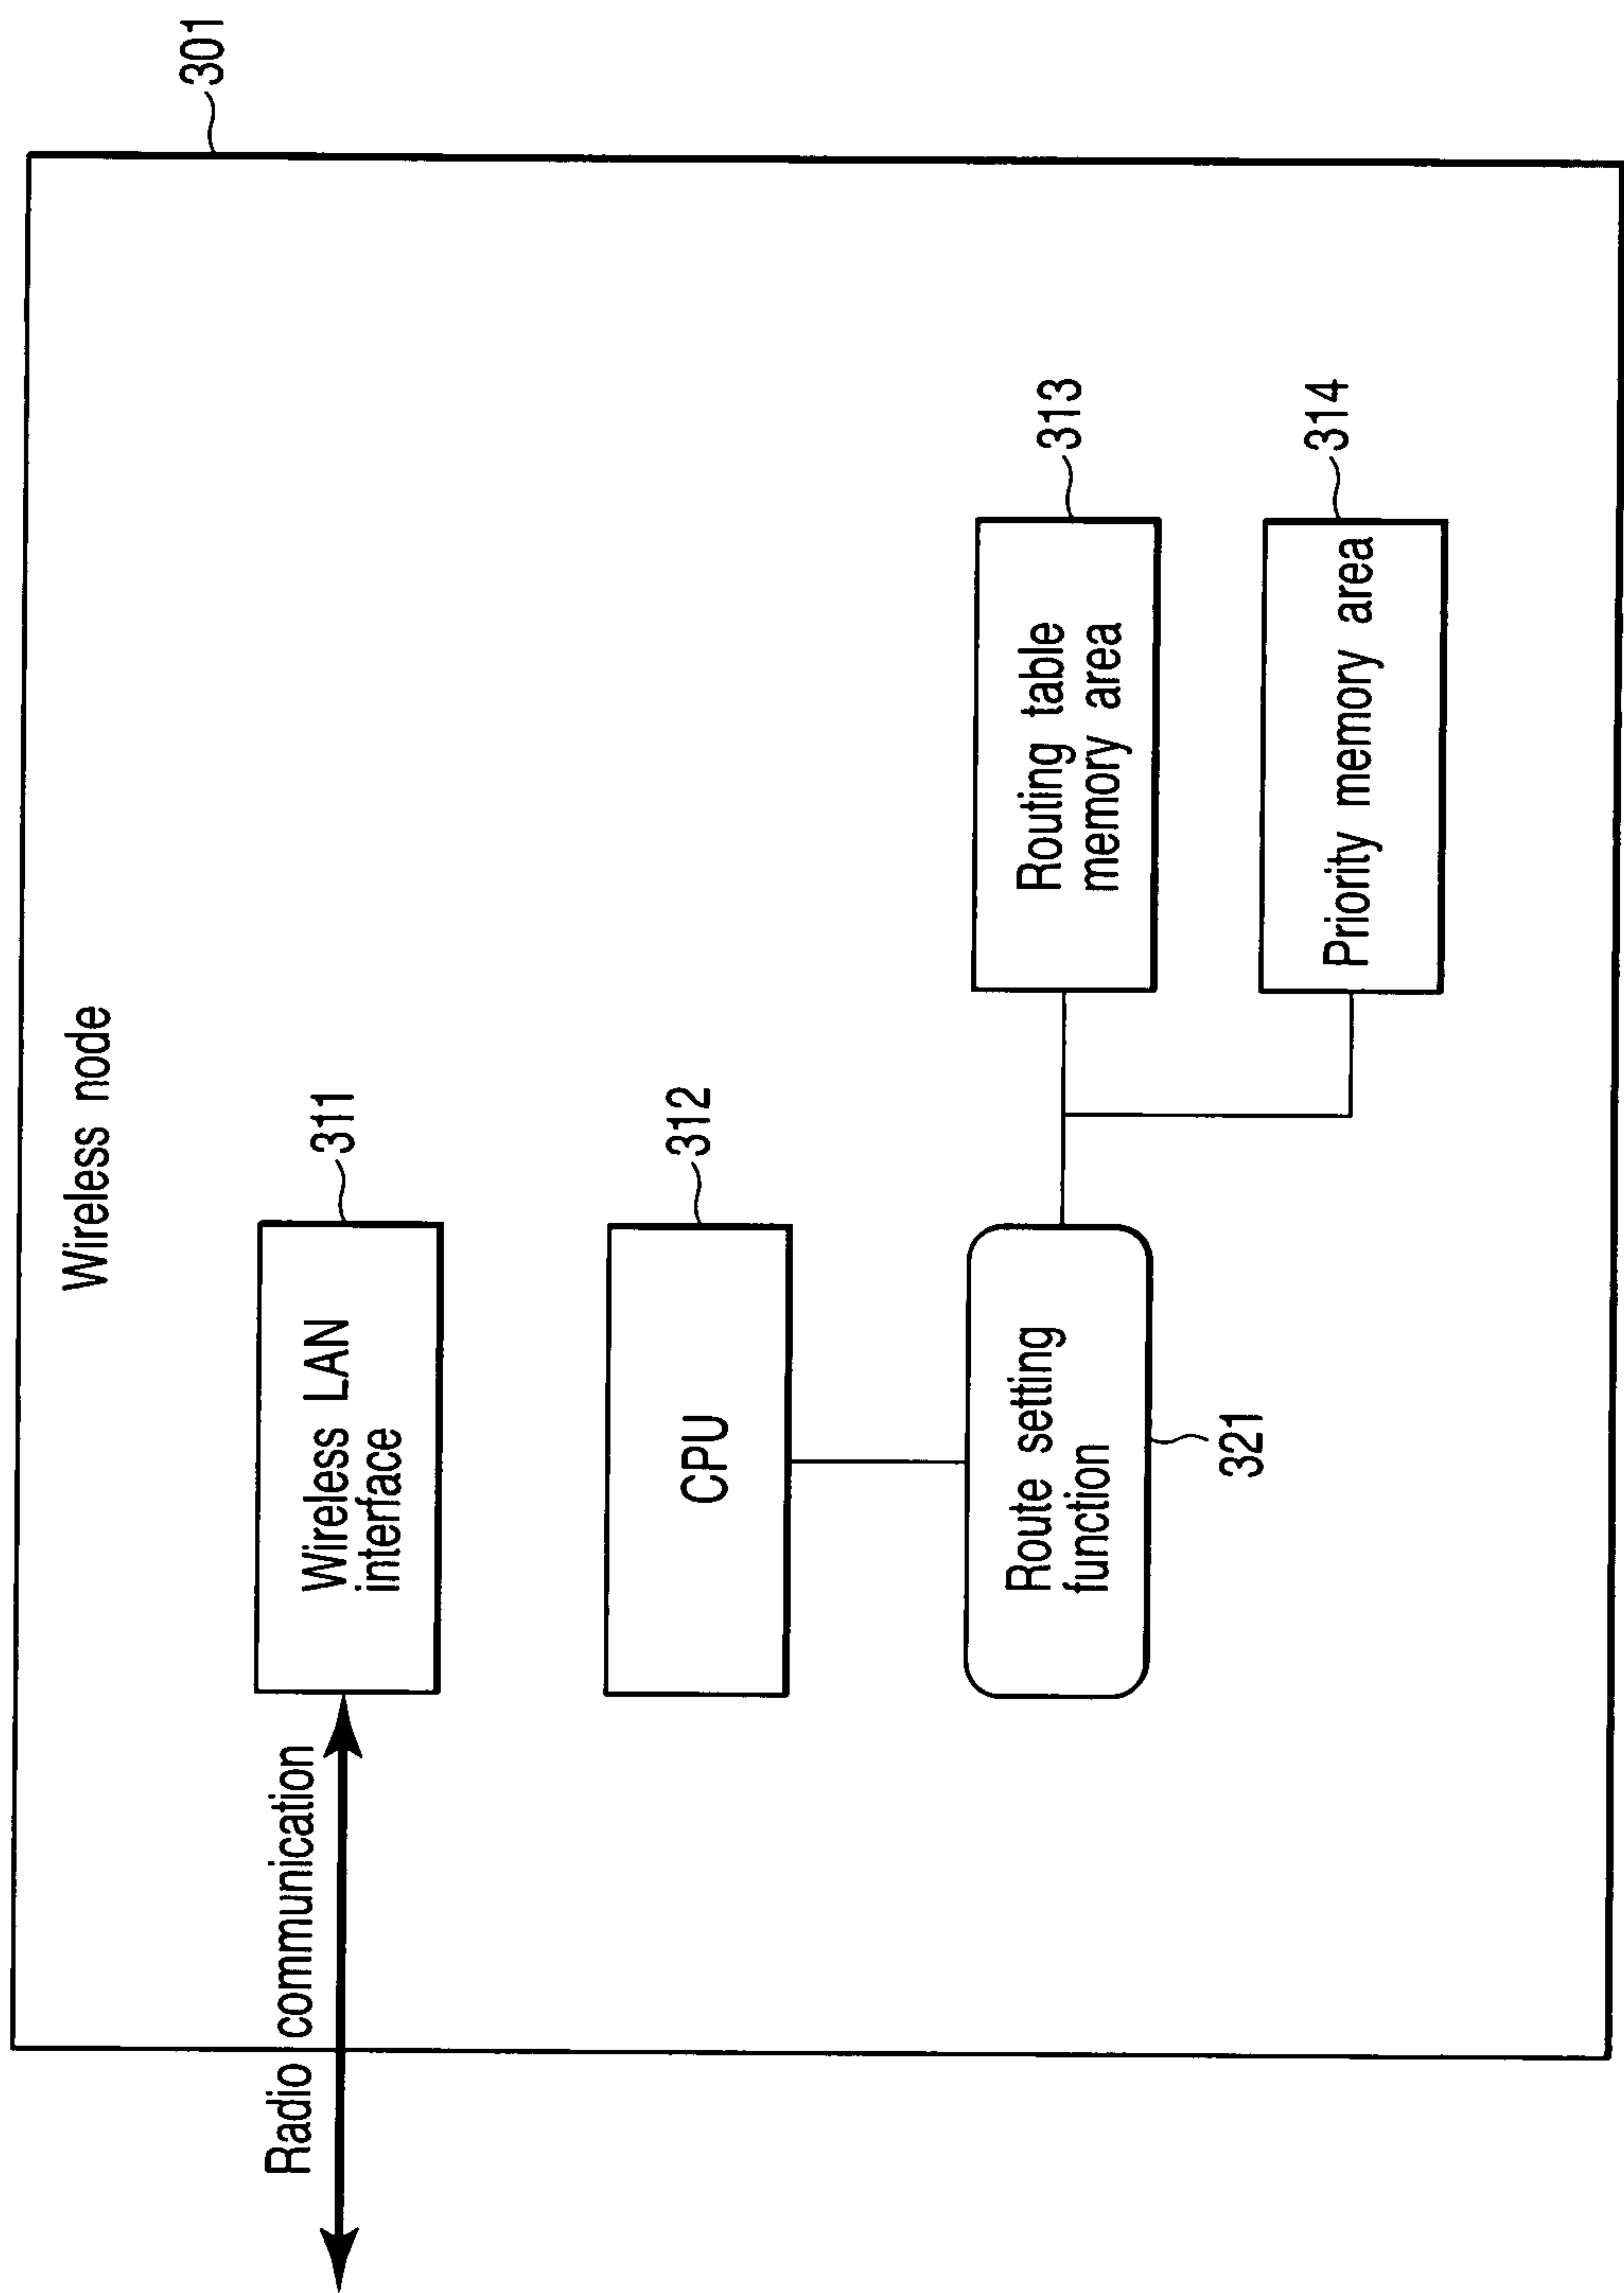 301
Wireless node
311
Radio communication
Wireless LAN
interface
312
CPU
313
Routing table
memory area
Route setting
function
321
314
Priority memory area